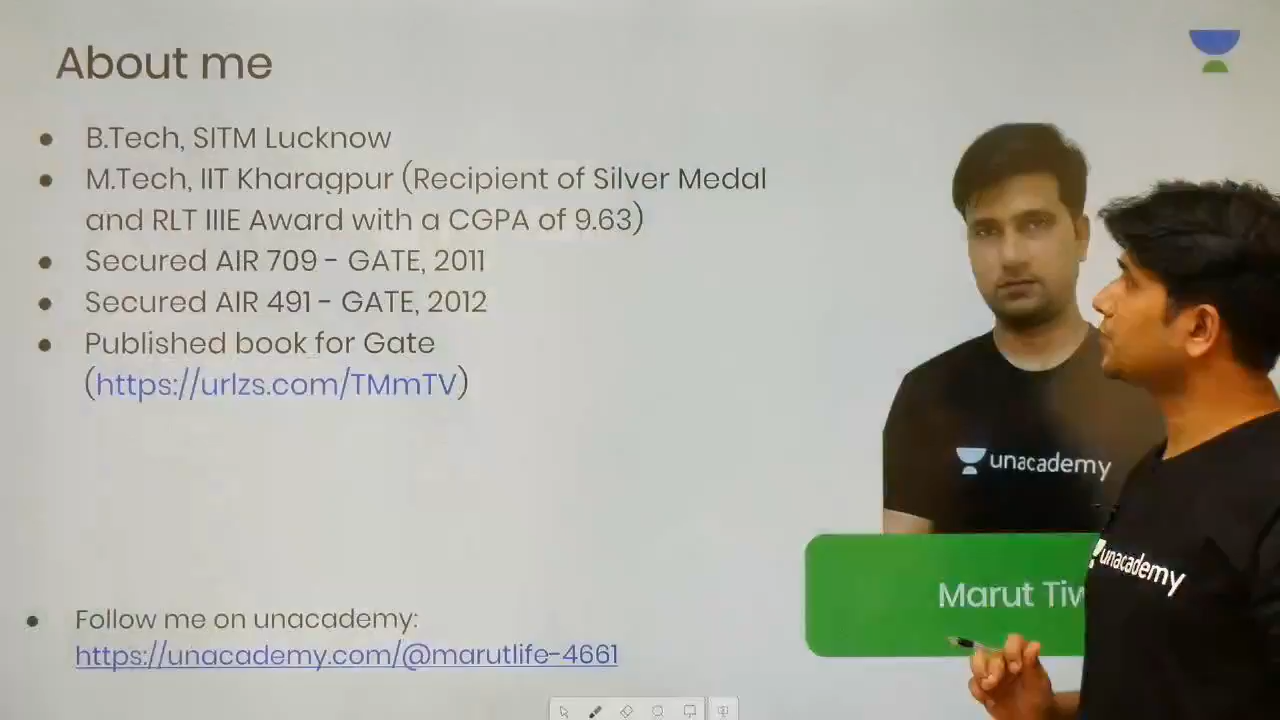 About me
B.Tech, SITM Lucknow
M.Tech, IIT Kharagpur (Recipient of Silver Medal
and RLT IIIE Award with a CGPA of 9.63)
Secured AIR 709 - GATE, 2011
Secured AIR 491 - GATE, 2012
Published book for Gate
(https://urlzs.com/TMmTV)
unacademy
Marut
unacademy
Follow me on unacademy:
https://unacademy.com/@marutlife-4661